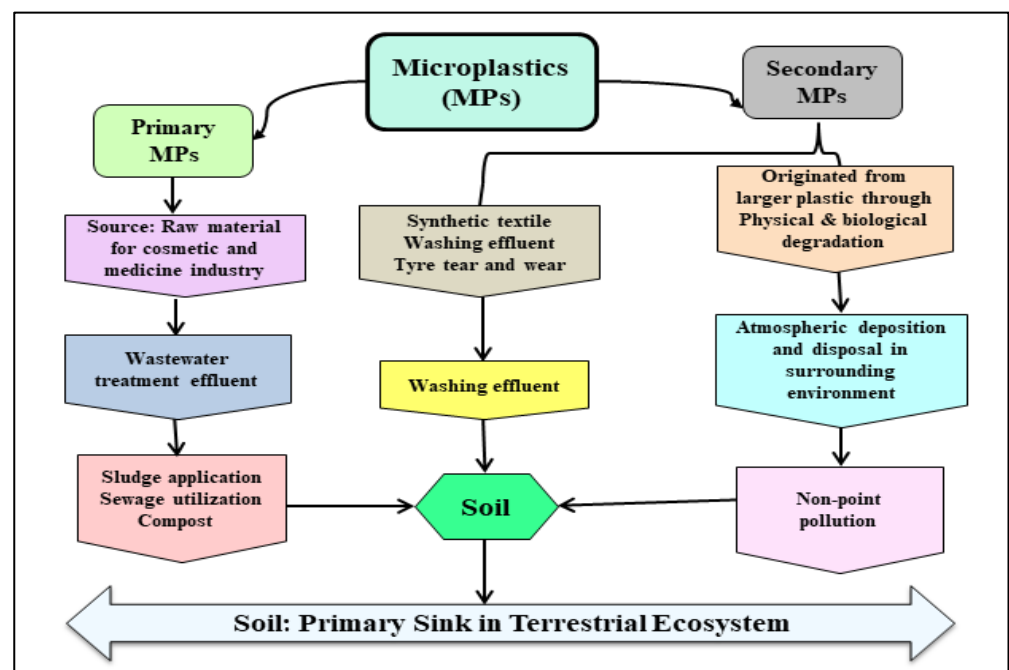 Microplastics
(MPs)
Secondary
MPs
Primary
MPs
Source: Raw material
for cosmetic and
medicine industry
Synthetic textile
Washing effluent
Tyre tear and wear
Originated from
larger plastic through
Physical & biological
degradation
Wastewater
treatment effluent
Washing effluent
Atmospheric deposition
and disposal in
surrounding
environment
Sludge application
Sewage utilization
Compost
Soil
Non-point
pollution
Soil: Primary Sink in Terrestrial Ecosystem